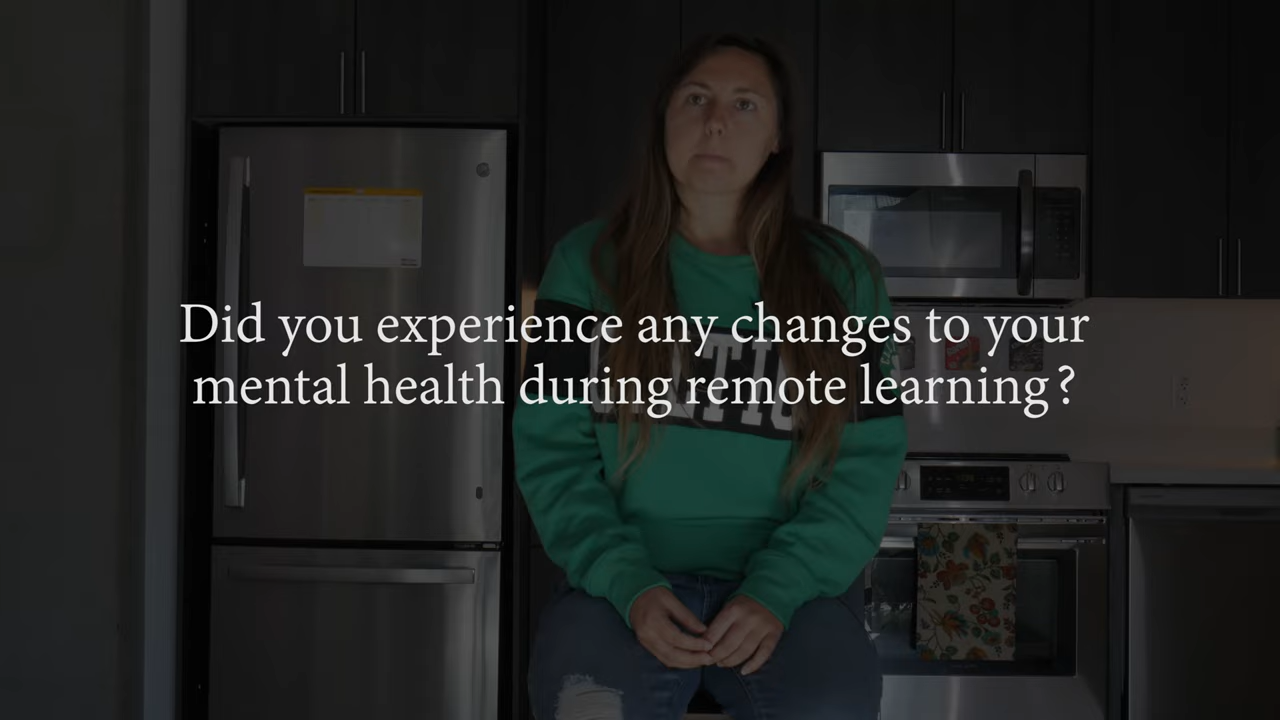 Did you experience any changes to your
mental health during remote learning?